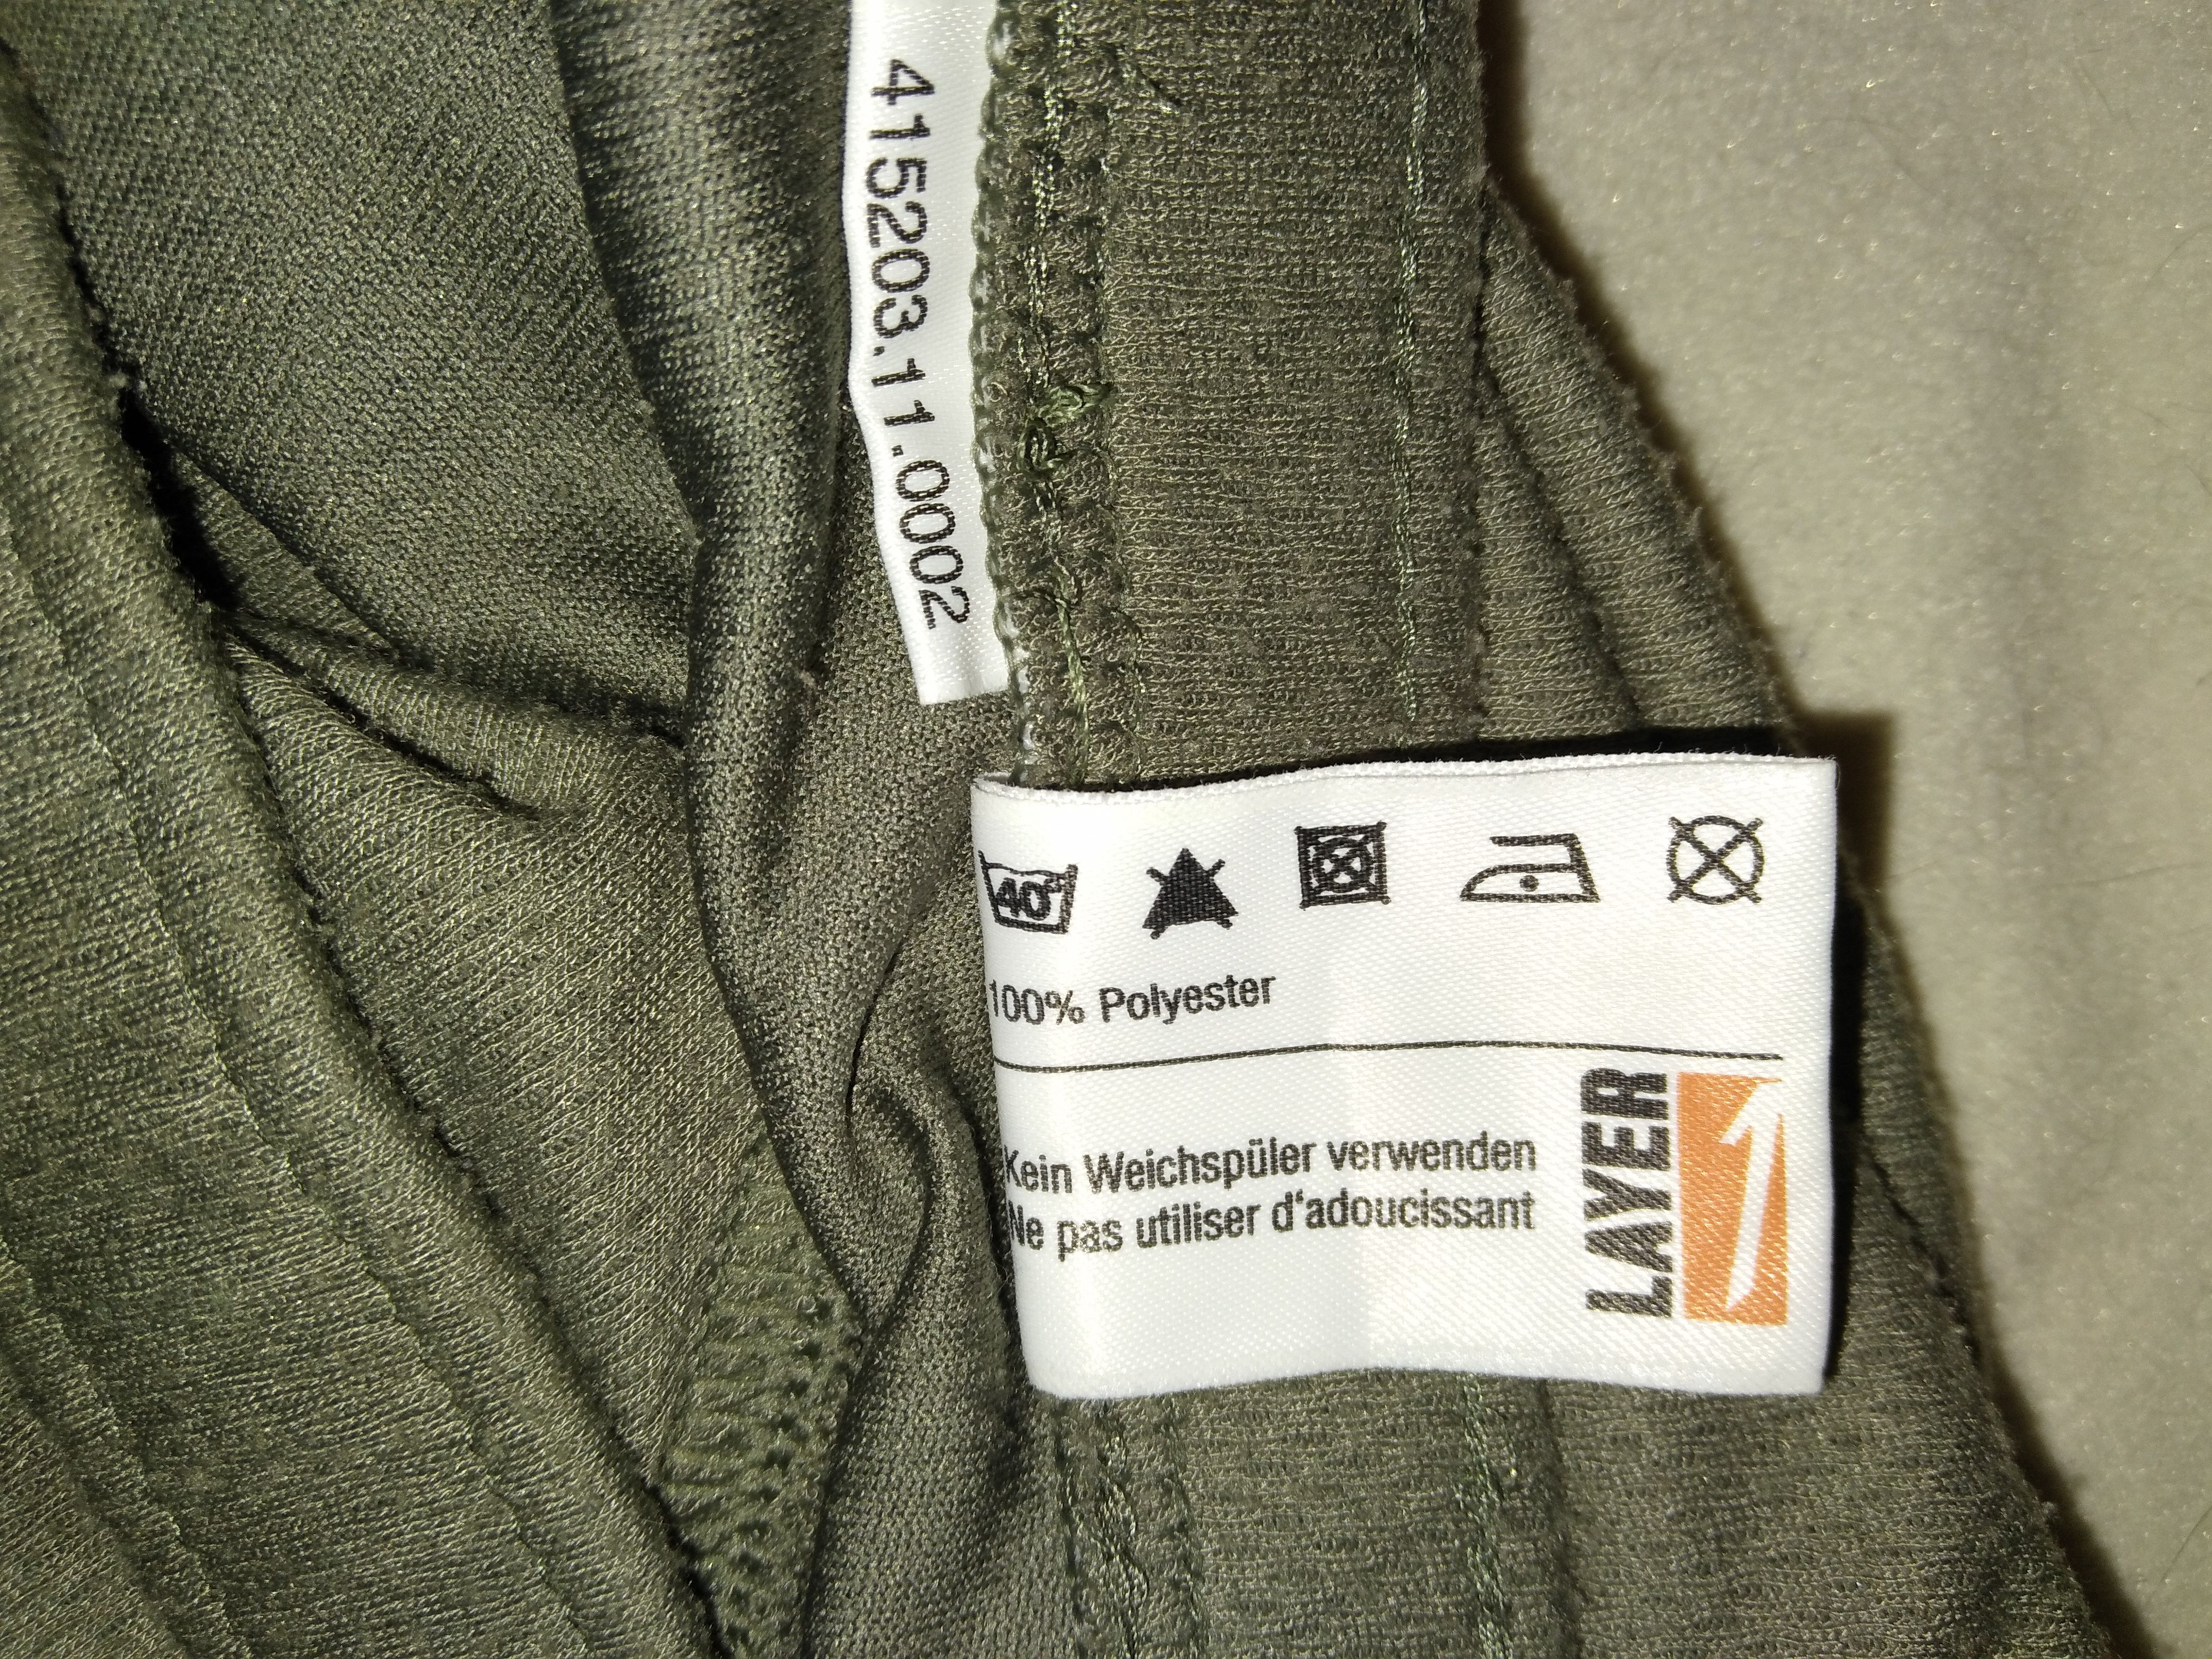 415203.11.0002
40°
100% Polyester
Kein Weichspüler verwenden
Ne pas utiliser d'adoucissant
LAYER 1